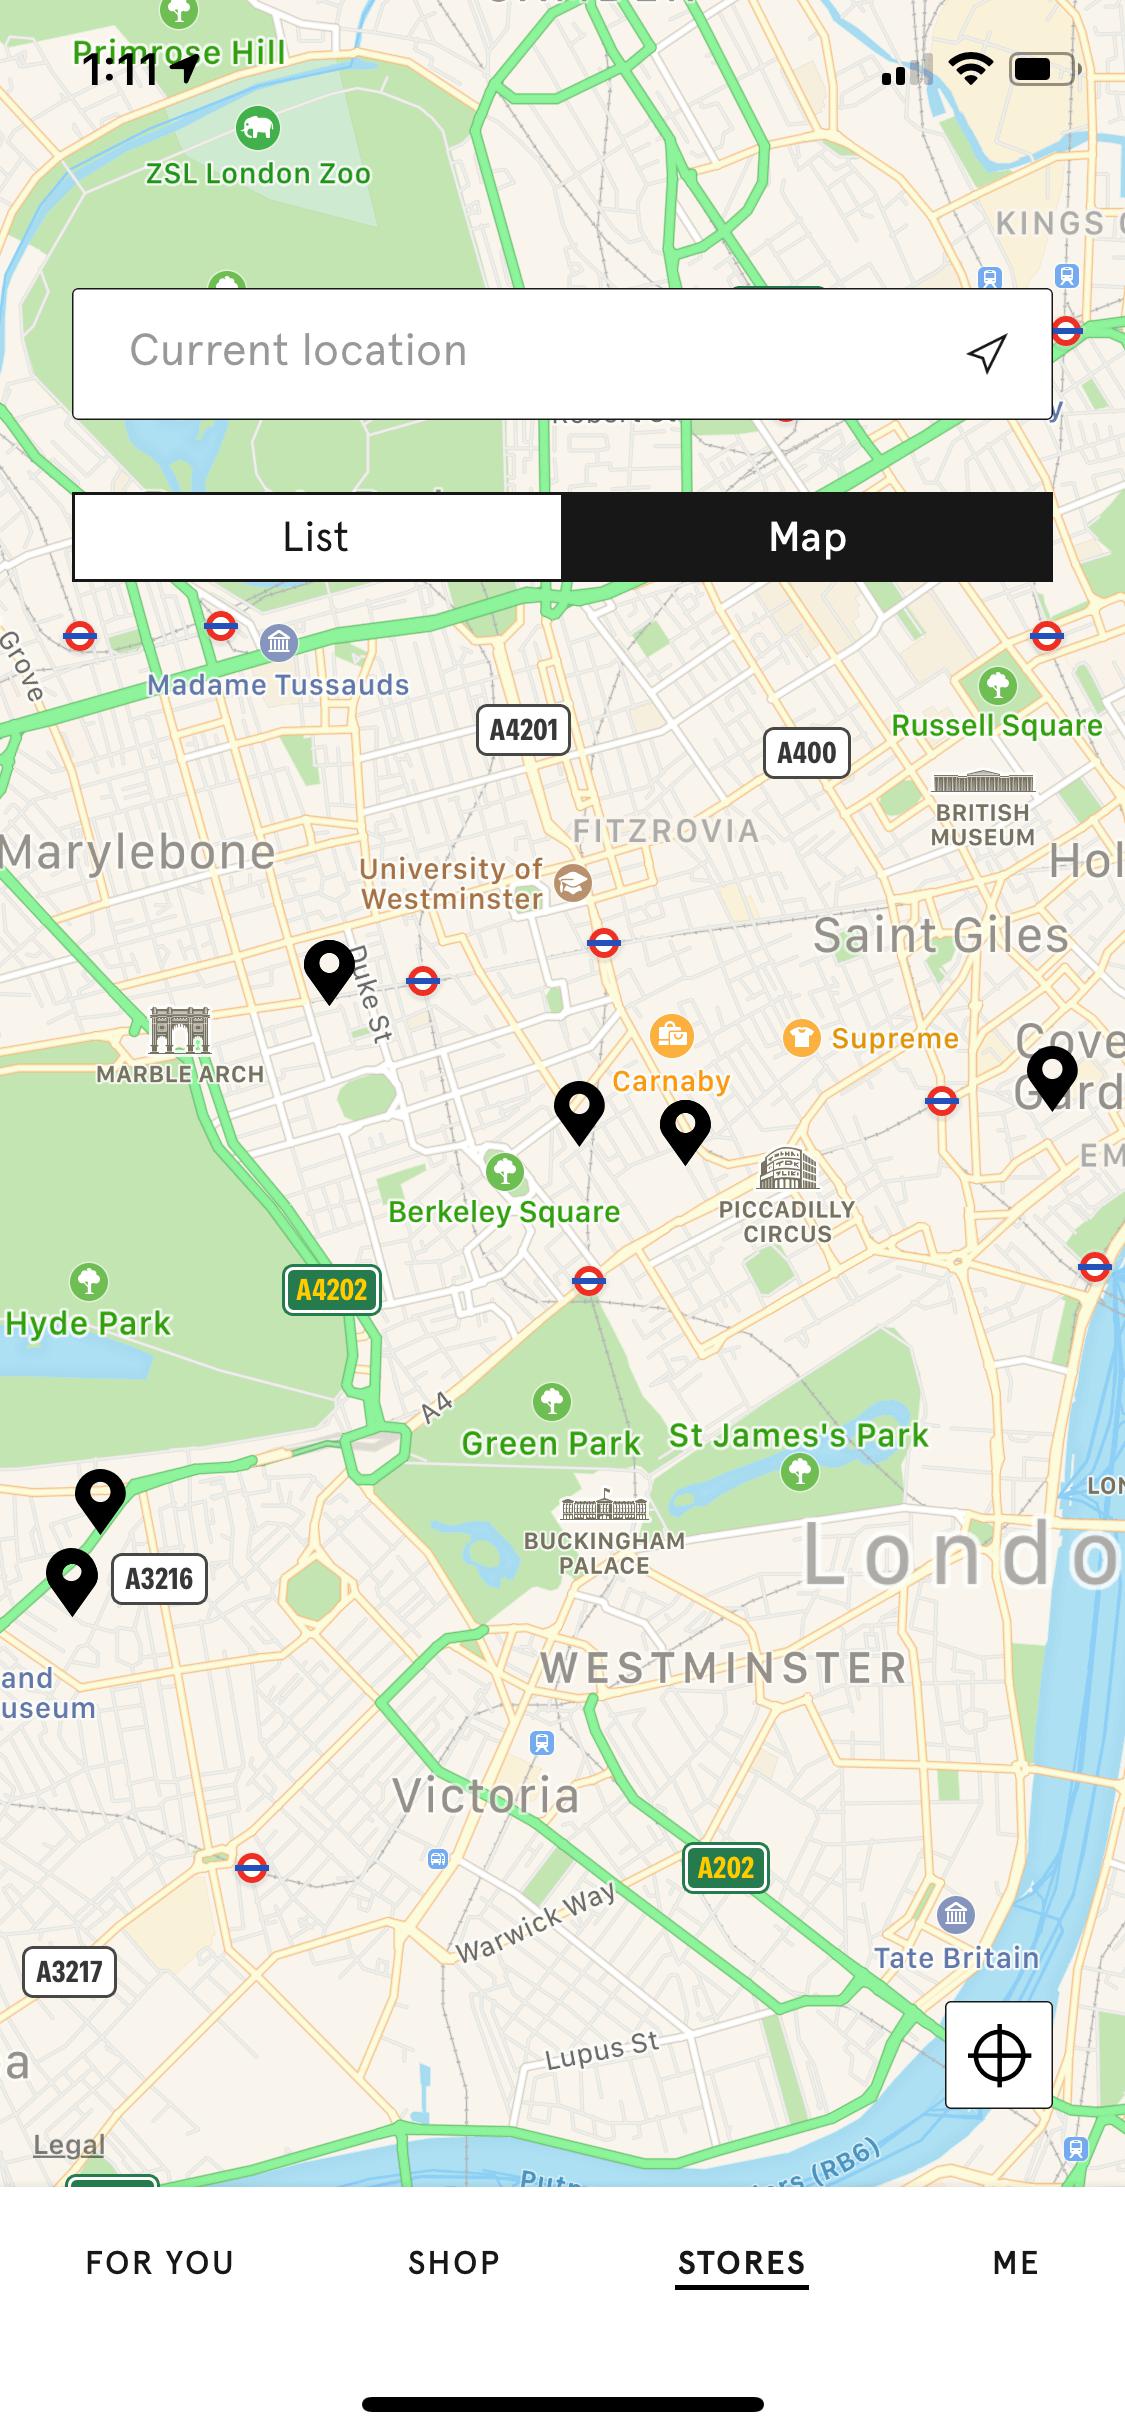 Primrose Hill
1:11
ZSL London Zoo
KINGS
Current location
List
Map
Grove
Madame Tussauds
A4201
A400
Russell Square
BRITISH
MUSEUM
FITZROVIA
Marylebone
University of
Westminster
Hol
Saint Giles
Duke St
MARBLE ARCH
Supreme
Carnaby
Cove
Gard
EM
Berkeley Square
PICCADILLY
CIRCUS
A4202
Hyde Park
A4
Green Park
St James's Park
LON
BUCKINGHAM
PALACE
Londo
A3216
WESTMINSTER
and
useum
Victoria
A202
Warwick Way
Tate Britain
A3217
Lupus St
a
Legal
(RB6)
FOR YOU
SHOP
STORES
ME